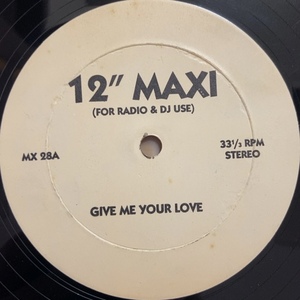 12" MAXI
(FOR RADIO & DJ USE)
MX 28A
33⅓ RPM
STEREO
GIVE ME YOUR LOVE